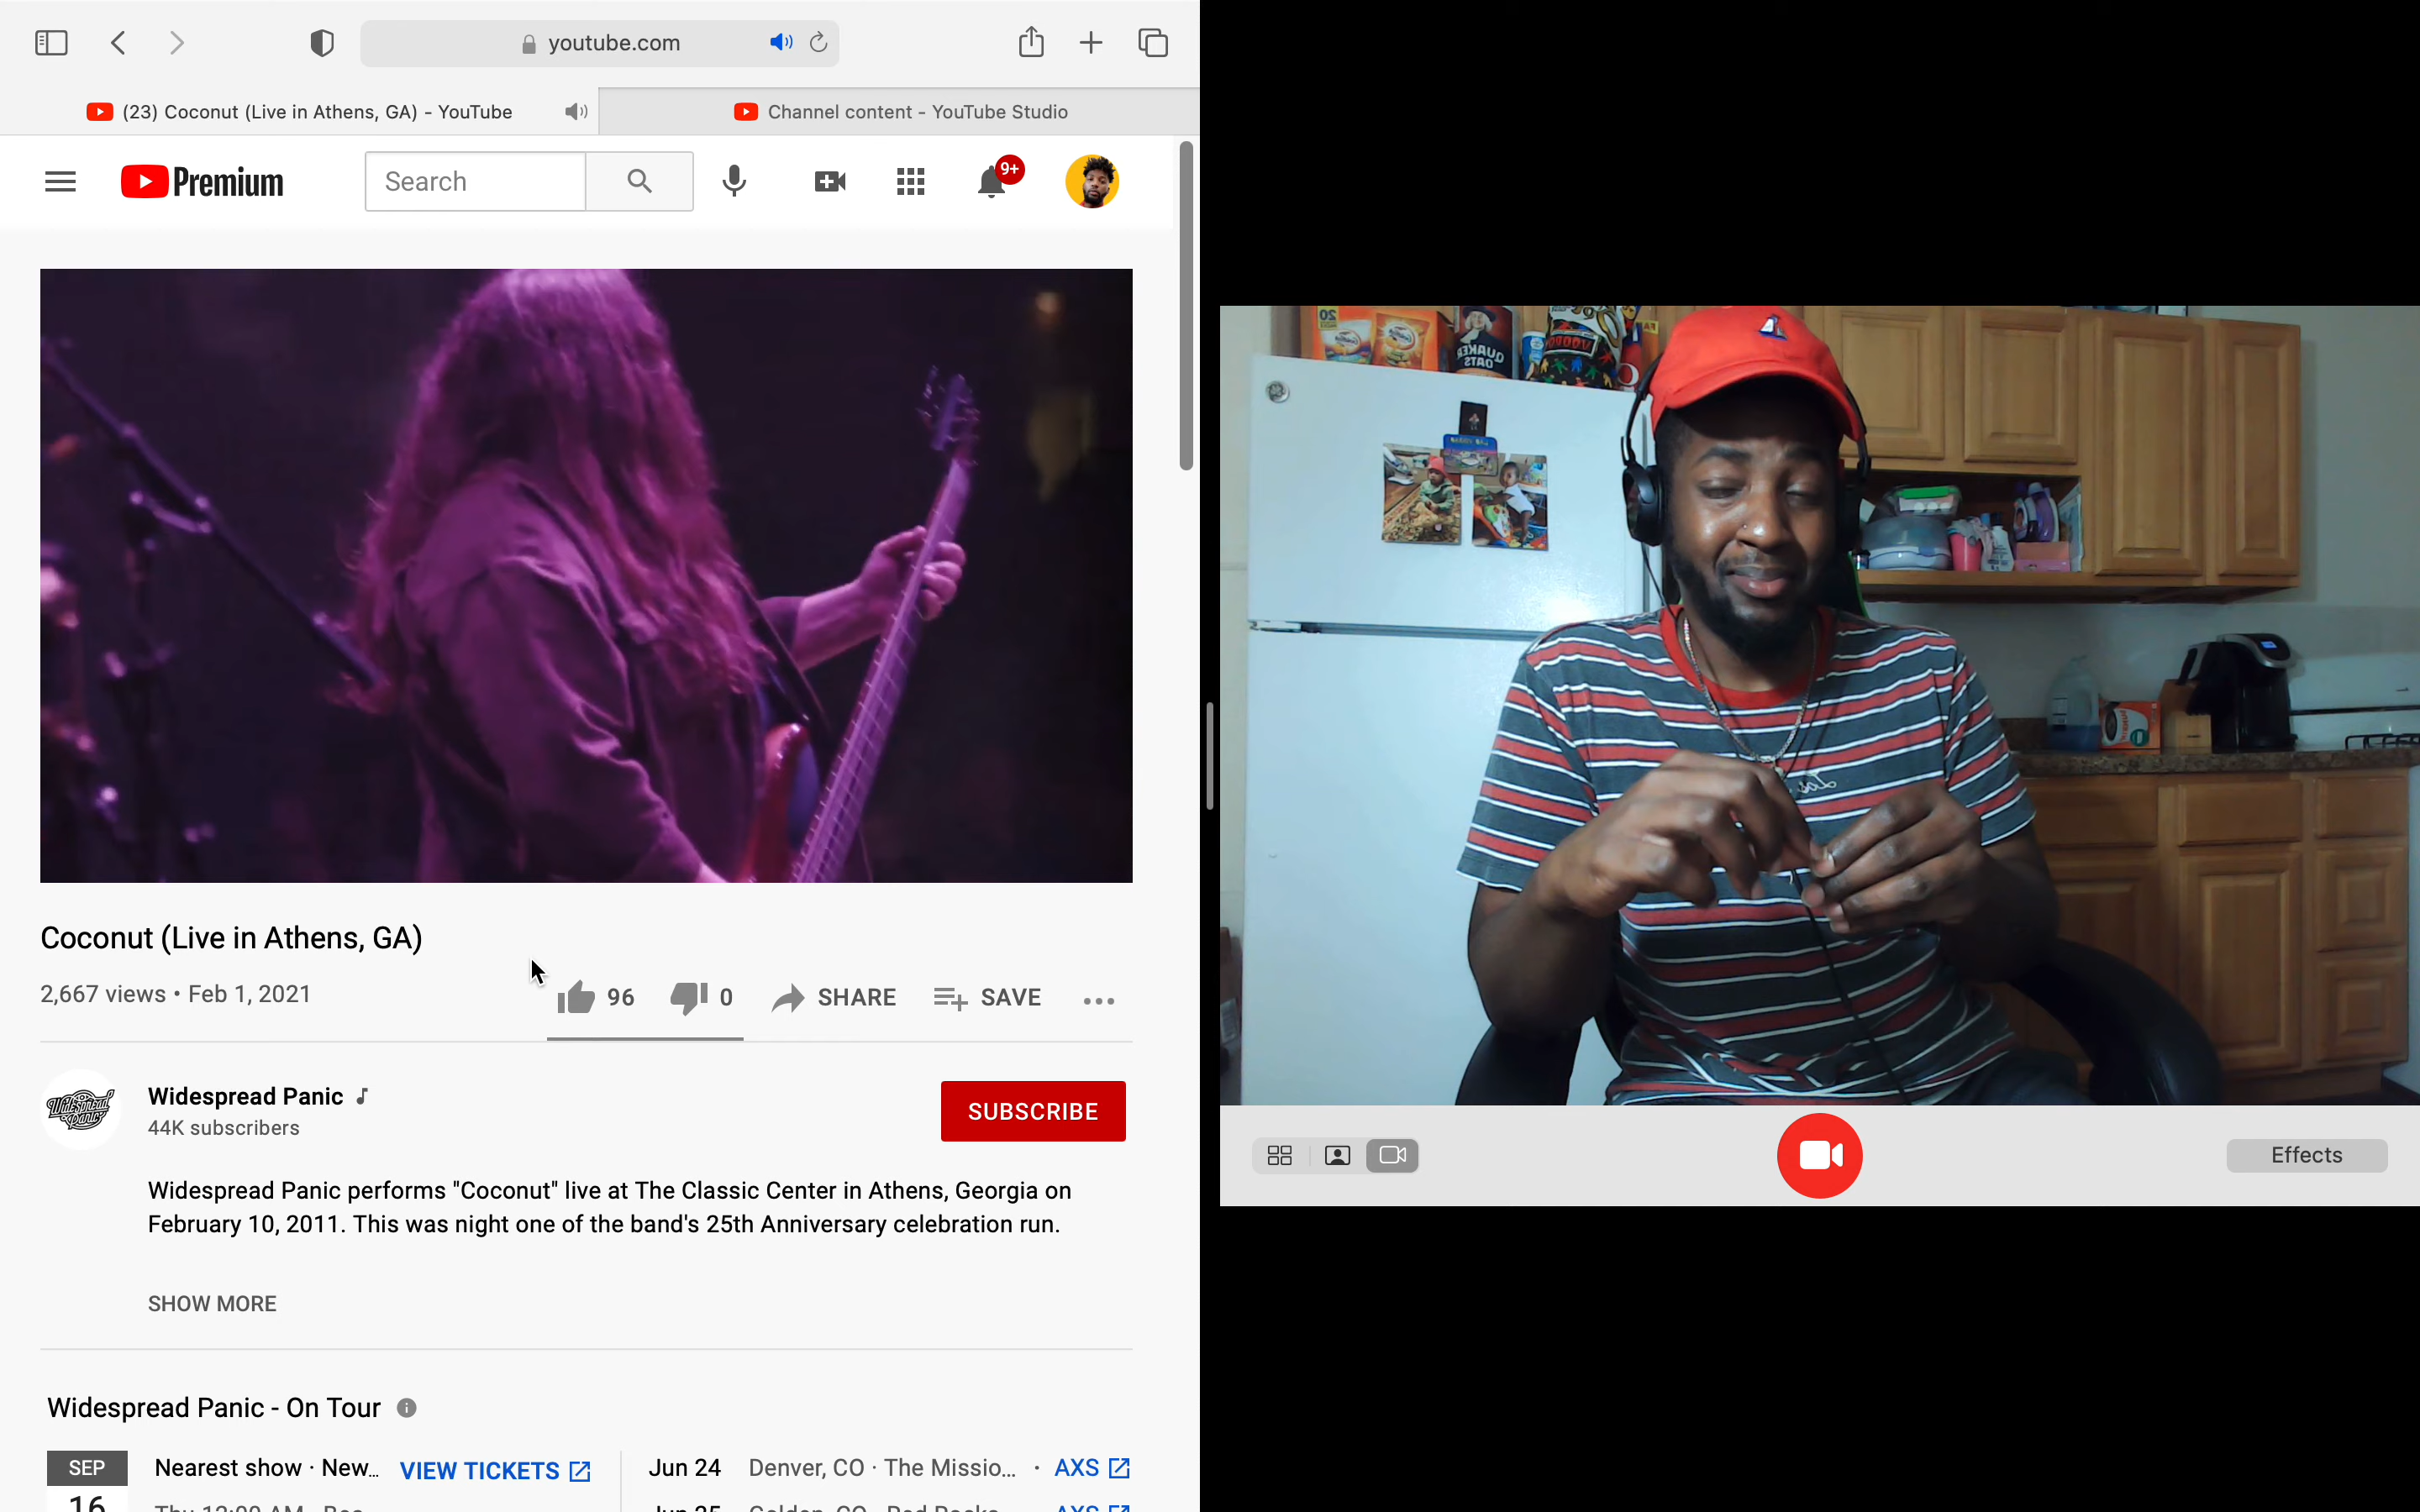 youtube.com
(23) Coconut (Live in Athens, GA) - YouTube
Channel content - YouTube Studio
Premium
Search
9+
Coconut (Live in Athens, GA)
2,667 views • Feb 1, 2021
96
0
SHARE
SAVE
Widespread Panic
44K subscribers
SUBSCRIBE
Widespread Panic performs "Coconut" live at The Classic Center in Athens, Georgia on
February 10, 2011. This was night one of the band's 25th Anniversary celebration run.
SHOW MORE
Widespread Panic - On Tour
SEP
16
Nearest show · New…
VIEW TICKETS
Jun 24
Denver, CO · The Missio… · AXS
QUAKER
OATS
20
Effects